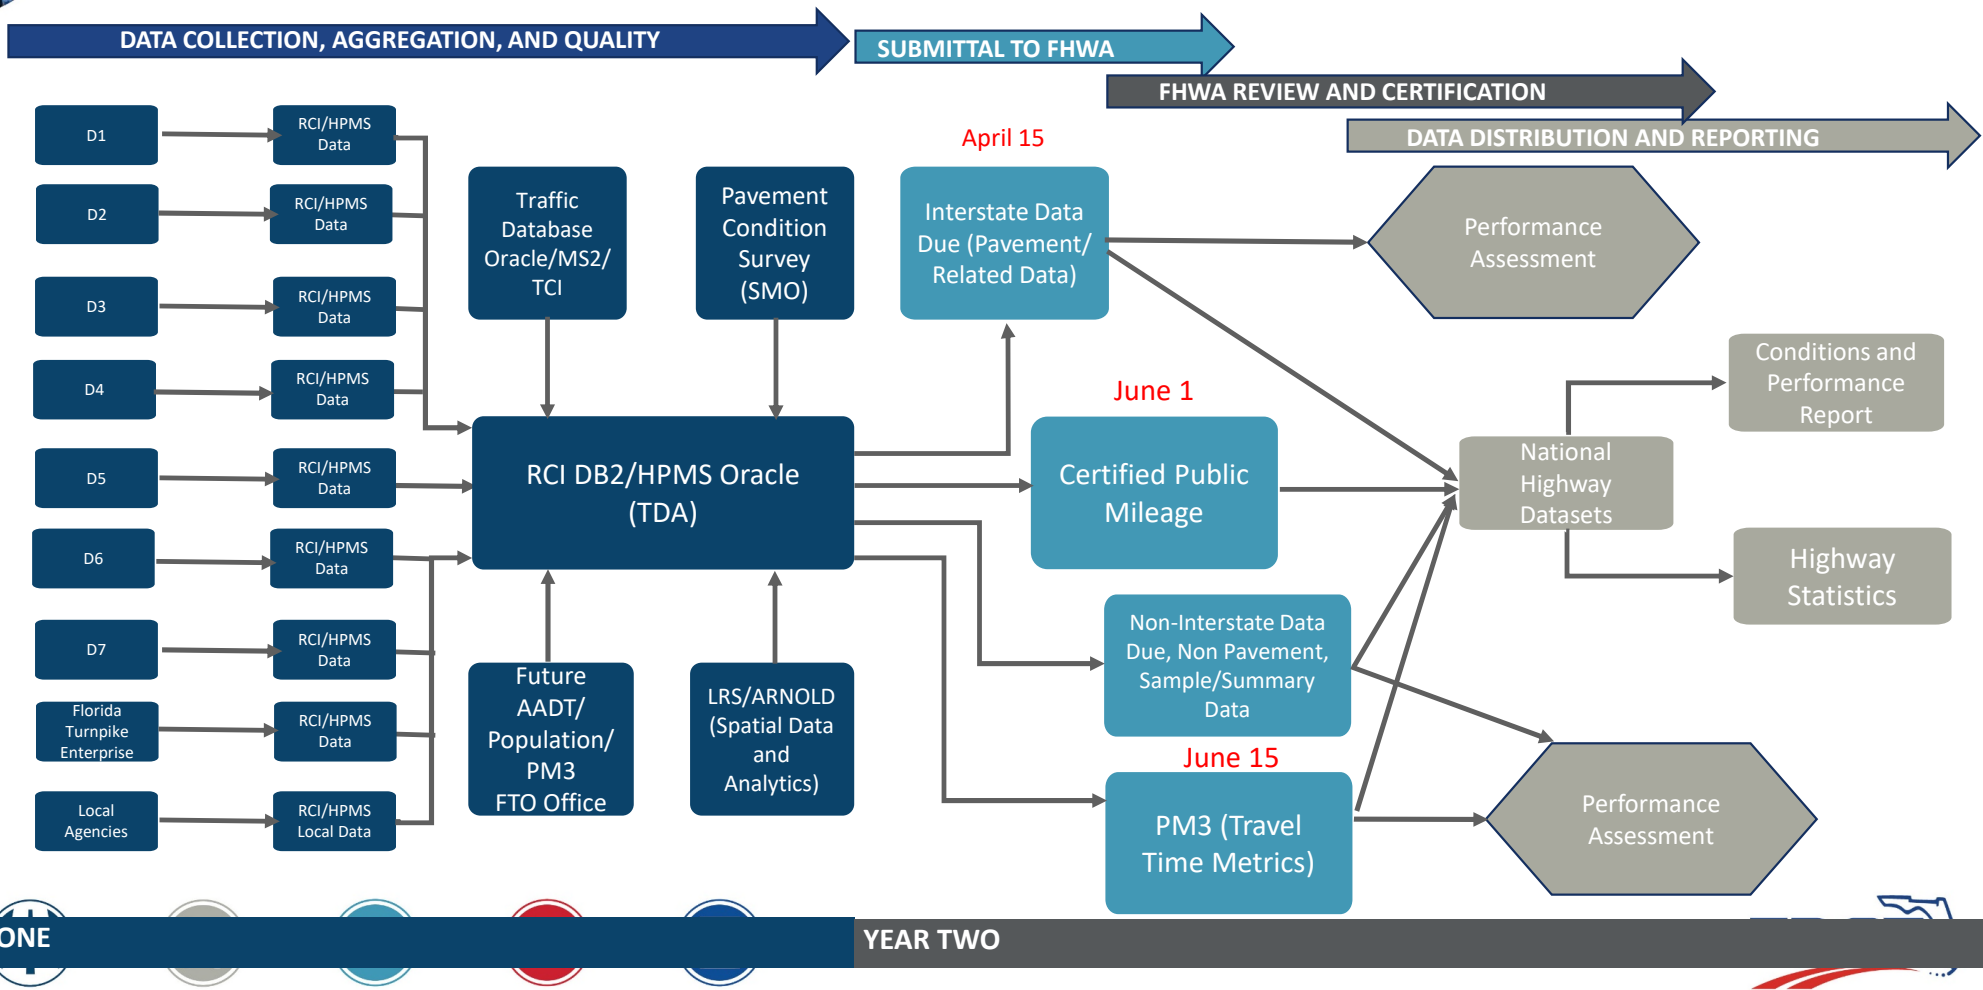 DATA COLLECTION, AGGREGATION, AND QUALITY
SUBMITTAL TO FHWA
FHWA REVIEW AND CERTIFICATION
DATA DISTRIBUTION AND REPORTING
D1
RCI/HPMS
Data
D2
RCI/HPMS
Data
D3
RCI/HPMS
Data
D4
RCI/HPMS
Data
D5
RCI/HPMS
Data
D6
RCI/HPMS
Data
D7
RCI/HPMS
Data
Florida
Turnpike
Enterprise
RCI/HPMS
Data
Local
Agencies
RCI/HPMS
Local Data
Traffic
Database
Oracle/MS2/
TCI
Pavement
Condition
Survey
(SMO)
RCI DB2/HPMS Oracle
(TDA)
Future
AADT/
Population/
PM3
FTO Office
LRS/ARNOLD
(Spatial Data
and
Analytics)
April 15
Interstate Data
Due (Pavement/
Related Data)
June 1
Certified Public
Mileage
Non-Interstate Data
Due, Non Pavement,
Sample/Summary
Data
June 15
PM3 (Travel
Time Metrics)
Performance
Assessment
Conditions and
Performance
Report
National
Highway
Datasets
Highway
Statistics
Performance
Assessment
ONE
YEAR TWO